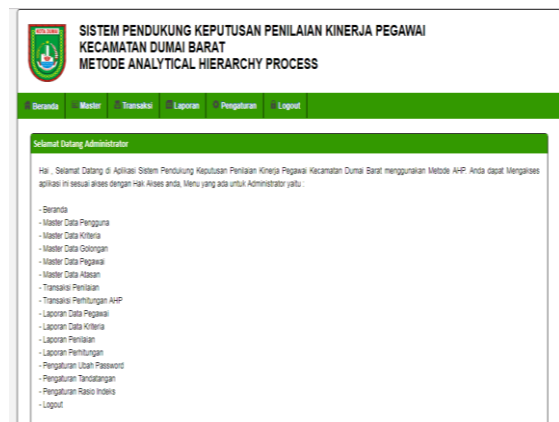 KOTA DUMAI
SISTEM PENDUKUNG KEPUTUSAN PENILAIAN KINERJA PEGAWAI
KECAMATAN DUMAI BARAT
METODE ANALYTICAL HIERARCHY PROCESS
Beranda Master Transaksi Laporan Pengaturan Logout
Selamat Datang Administrator
Hai , Selamat Datang di Aplikasi Sistem Pendukung Keputusan Penilaian Kinerja Pegawai Kecamatan Dumai Barat menggunakan Metode AHP. Anda dapat Mengakses
aplikasi ini sesuai akses dengan Hak Akses anda, Menu yang ada untuk Administrator yaitu :
- Beranda
- Master Data Pengguna
- Master Data Kriteria
- Master Data Golongan
- Master Data Pegawai
- Master Data Atasan
- Transaksi Penilaian
- Transaksi Perhitungan AHP
- Laporan Data Pegawai
- Laporan Data Kriteria
- Laporan Penilaian
- Laporan Perhitungan
- Pengaturan Ubah Password
- Pengaturan Tandatangan
- Pengaturan Rasio Indeks
- Logout